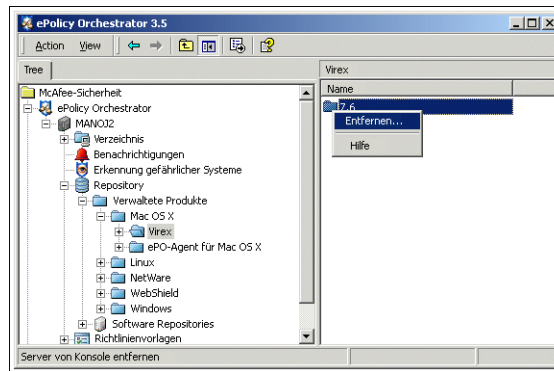 ePolicy Orchestrator 3.5
Action View
Tree
Virex
McAfee-Sicherheit
ePolicy Orchestrator
MANOJ2
Verzeichnis
Benachrichtigungen
Erkennung gefährlicher Systeme
Repository
Verwaltete Produkte
Mac OS X
Virex
ePO-Agent für Mac OS X
Linux
NetWare
WebShield
Windows
Software Repositories
Richtlinienvorlagen
Name
7.6
Entfernen...
Hilfe
Server von Konsole entfernen